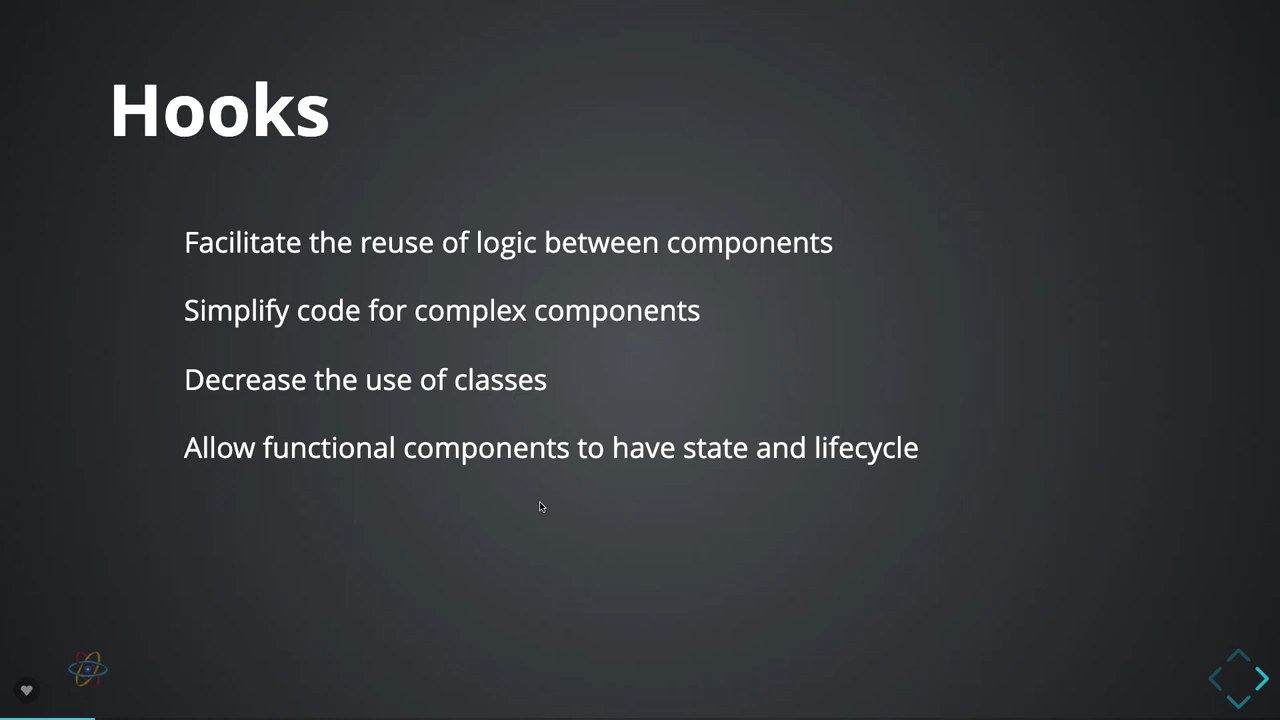 Hooks
Facilitate the reuse of logic between components
Simplify code for complex components
Decrease the use of classes
Allow functional components to have state and lifecycle